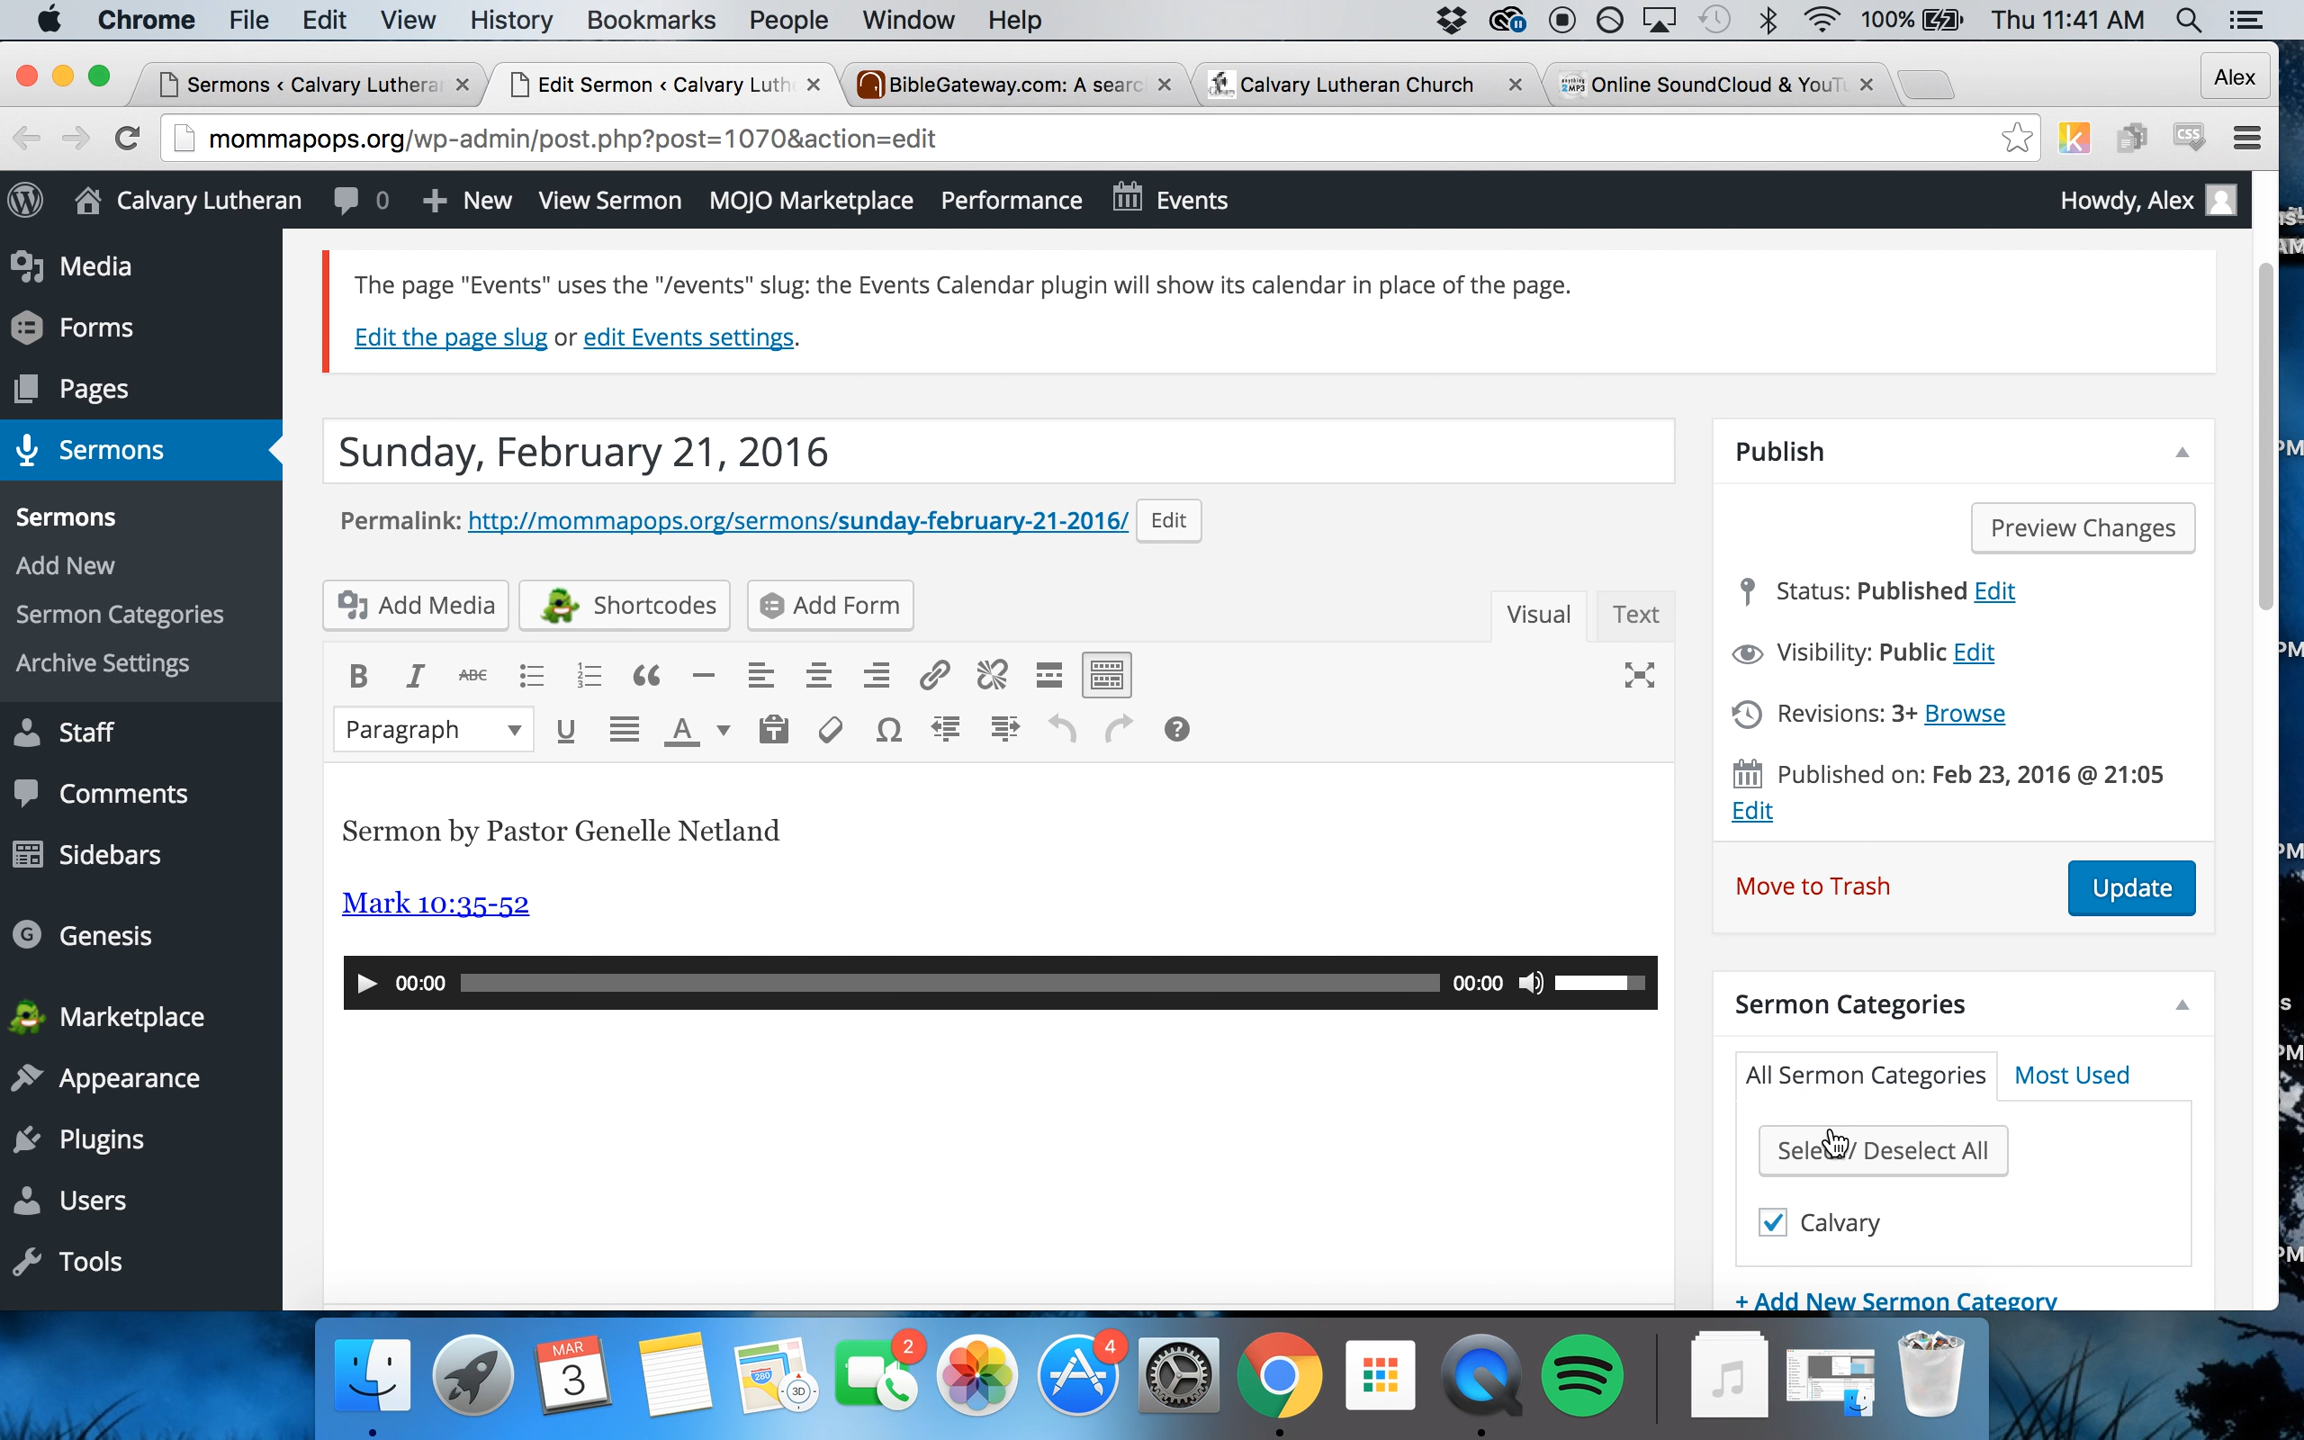 Chrome File Edit View History Bookmarks People Window Help 100% Thu 11:41 AM
Sermons < Calvary Lutheran Edit Sermon < Calvary Luth BibleGateway.com: A searc Calvary Lutheran Church Online SoundCloud & YouTu Alex
mommapops.org/wp-admin/post.php?post=1070&action=edit
Calvary Lutheran 0 New View Sermon MOJO Marketplace Performance Events Howdy, Alex
Media
Forms
Pages
Sermons
Sermons
Add New
Sermon Categories
Archive Settings
Staff
Comments
Sidebars
Genesis
Marketplace
Appearance
Plugins
Users
Tools
The page "Events" uses the "/events" slug: the Events Calendar plugin will show its calendar in place of the page.
Edit the page slug or edit Events settings.
Sunday, February 21, 2016
Permalink: http://mommapops.org/sermons/sunday-february-21-2016/ Edit
Add Media Shortcodes Add Form Visual Text
Paragraph
Sermon by Pastor Genelle Netland
Mark 10:35-52
00:00 00:00
Publish
Preview Changes
Status: Published Edit
Visibility: Public Edit
Revisions: 3+ Browse
Published on: Feb 23, 2016 @ 21:05
Edit
Move to Trash Update
Sermon Categories
All Sermon Categories Most Used
Select / Deselect All
Calvary
+ Add New Sermon Category
MAR
3
280
3D
2
4